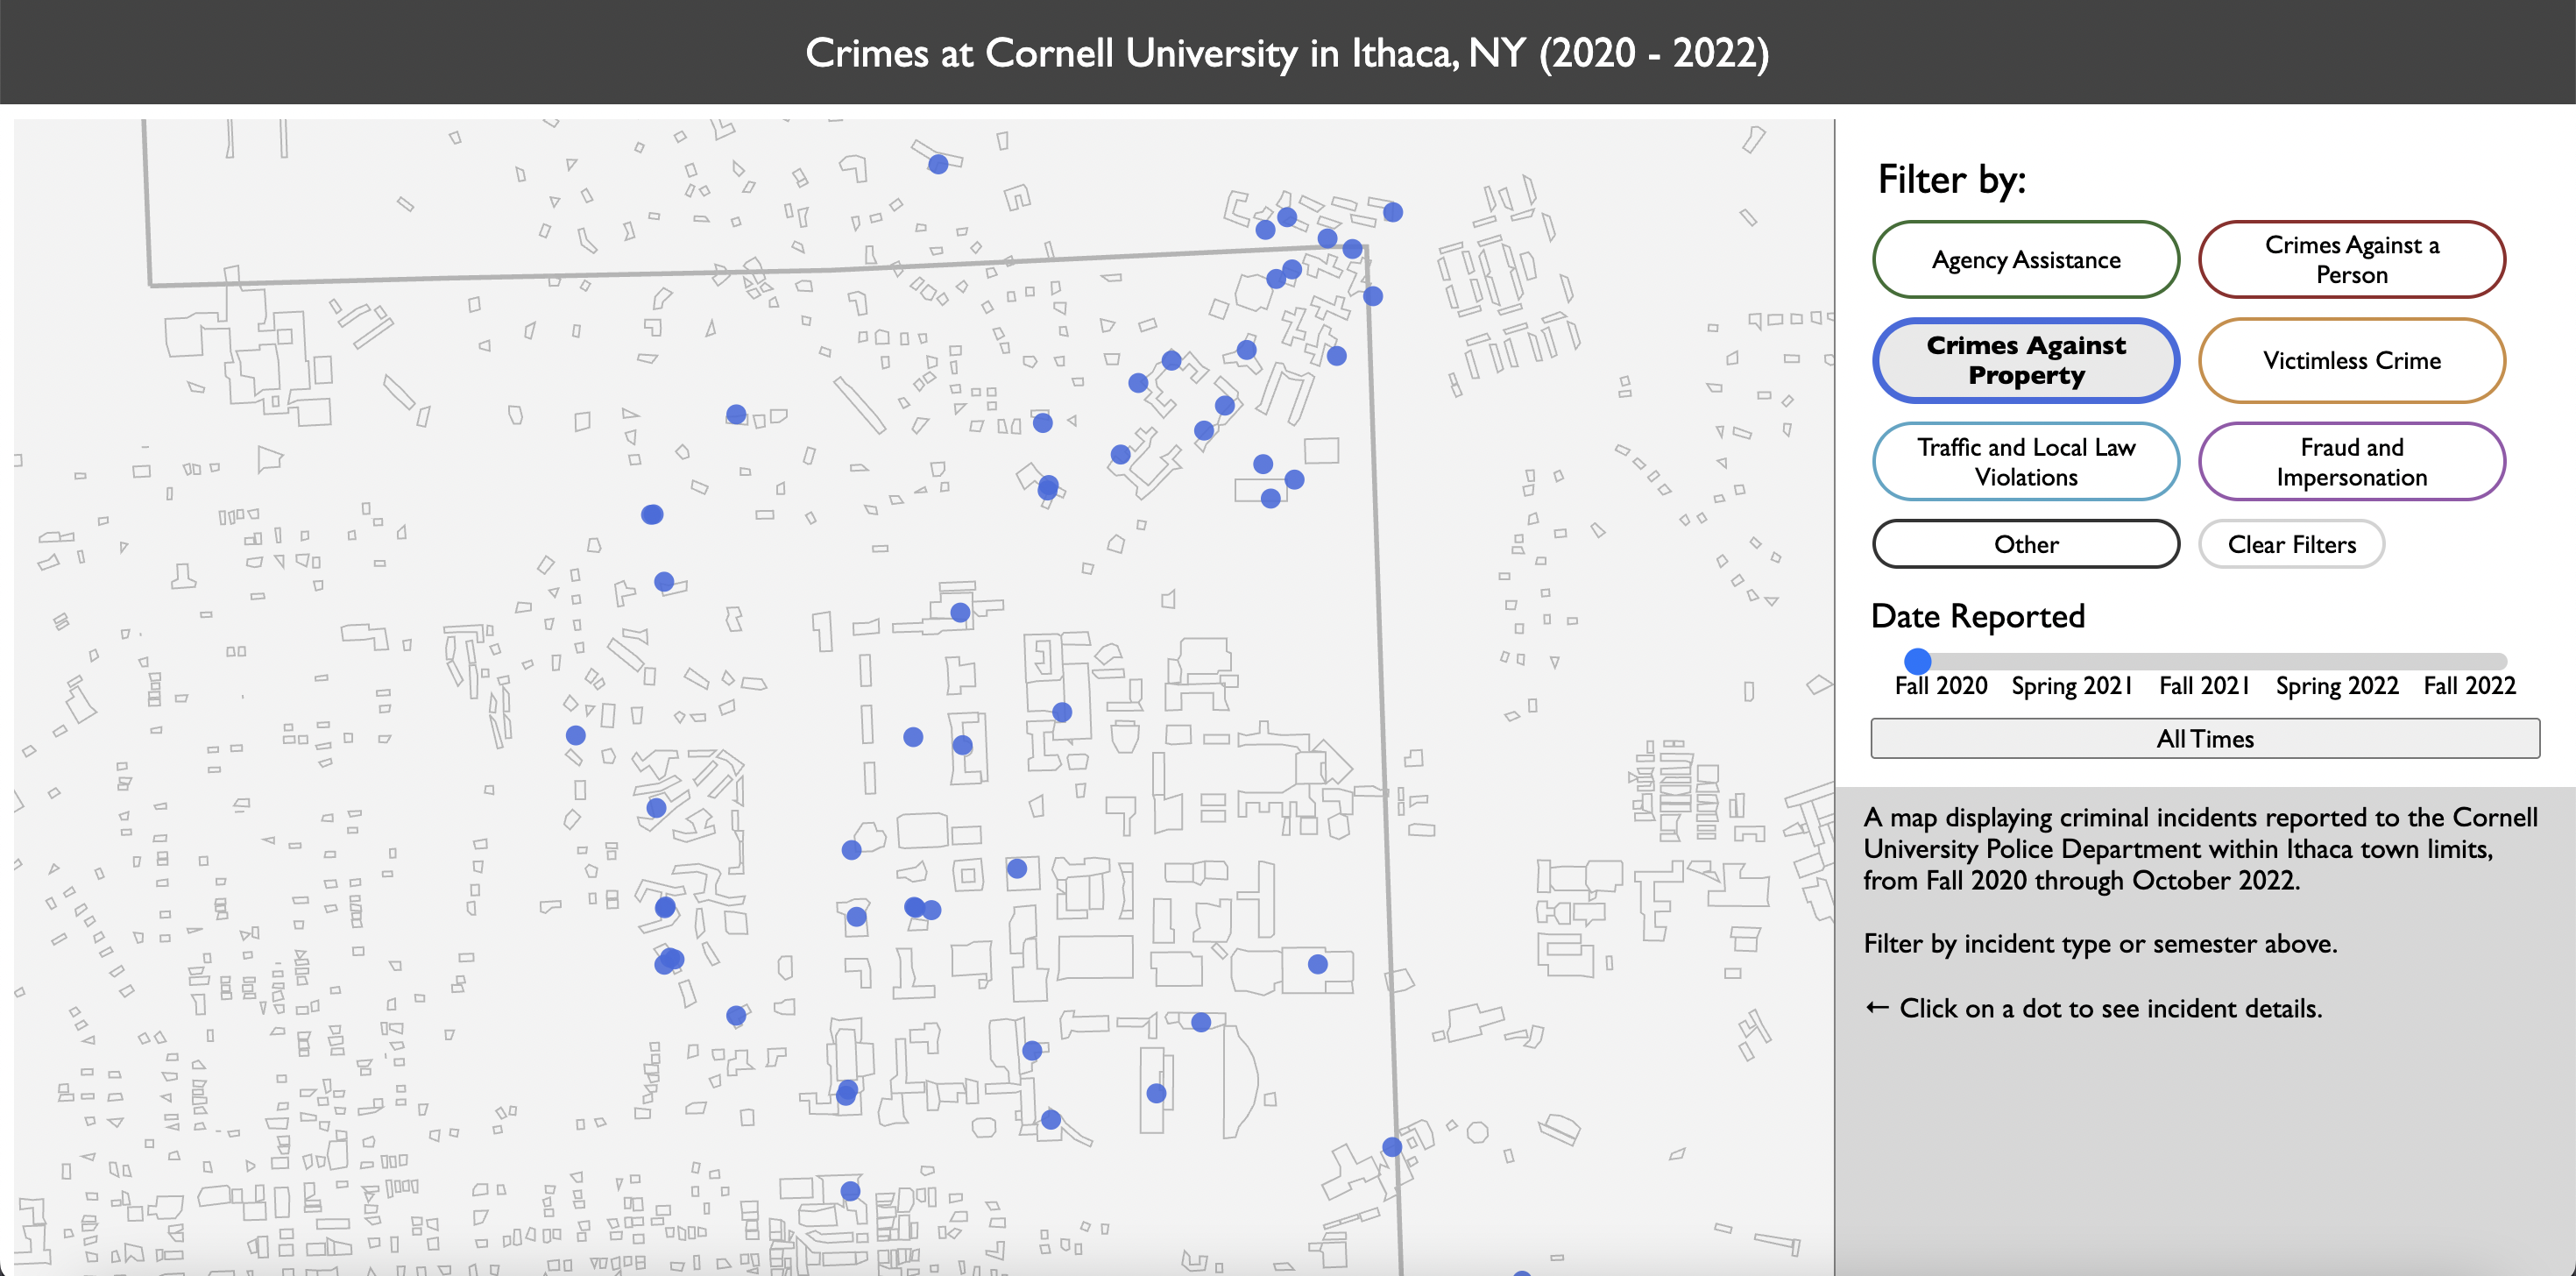 Crimes at Cornell University in Ithaca, NY (2020 - 2022)
Filter by:
Agency Assistance
Crimes Against a
Person
Crimes Against
Property
Victimless Crime
Traffic and Local Law
Violations
Fraud and
Impersonation
Other
Clear Filters
Date Reported
Fall 2020 Spring 2021 Fall 2021 Spring 2022 Fall 2022
All Times
A map displaying criminal incidents reported to the Cornell
University Police Department within Ithaca town limits,
from Fall 2020 through October 2022.
Filter by incident type or semester above.
← Click on a dot to see incident details.